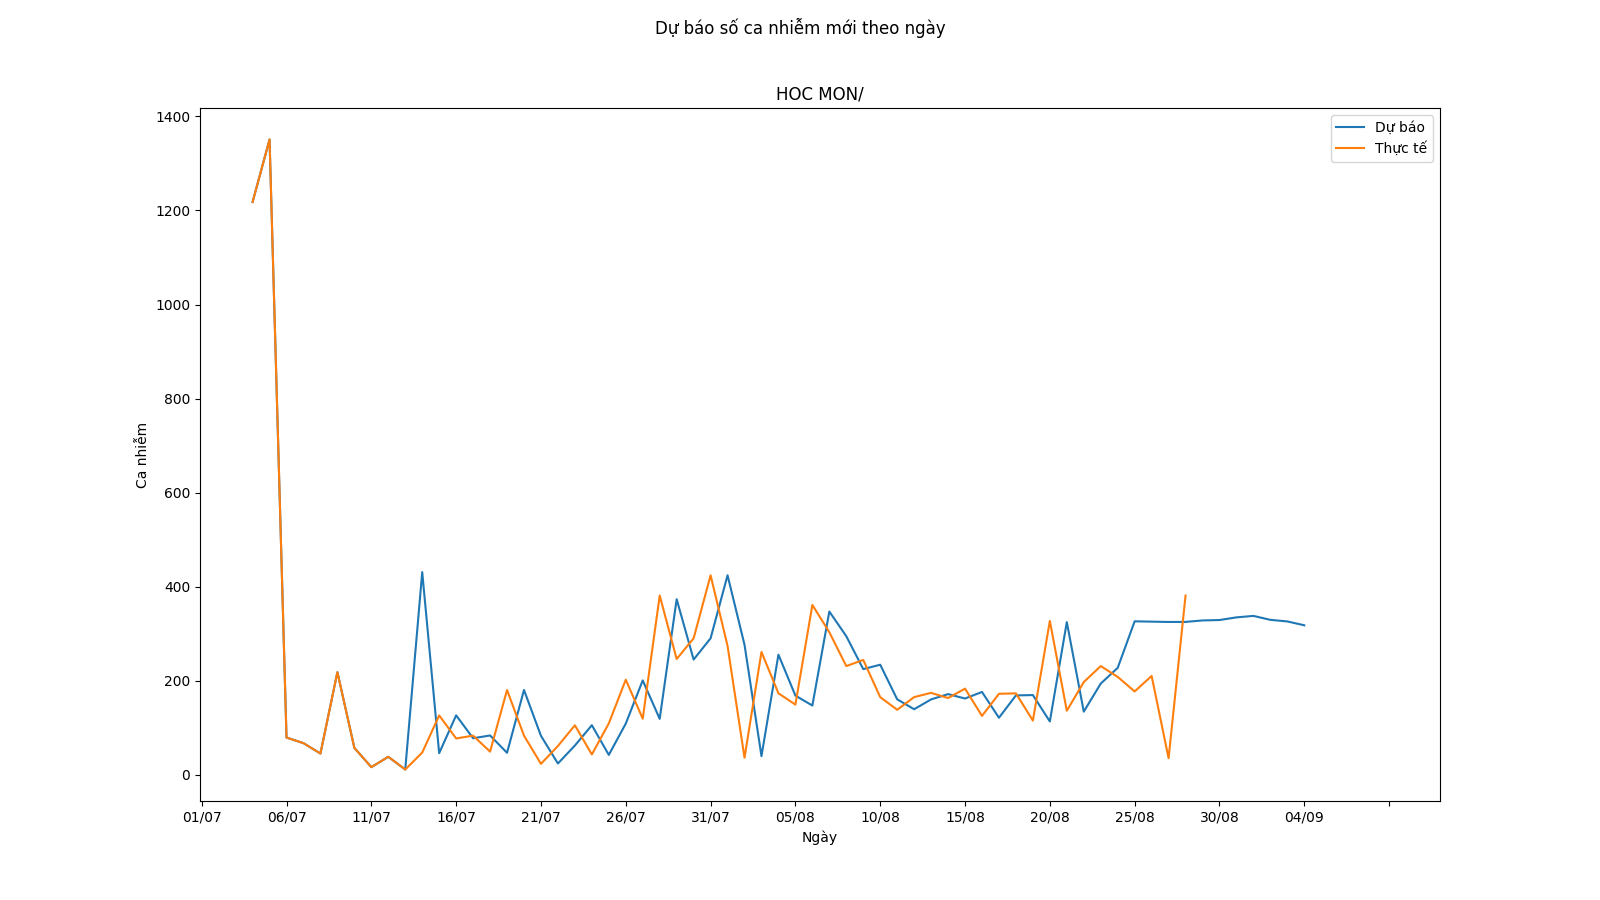 Dự báo số ca nhiễm mới theo ngày
HOC MON/
Dự báo
Thực tế
1400
1200
1000
800
600
400
200
0
Ca nhiễm
01/07 06/07 11/07 16/07 21/07 26/07 31/07 05/08 10/08 15/08 20/08 25/08 30/08 04/09
Ngày